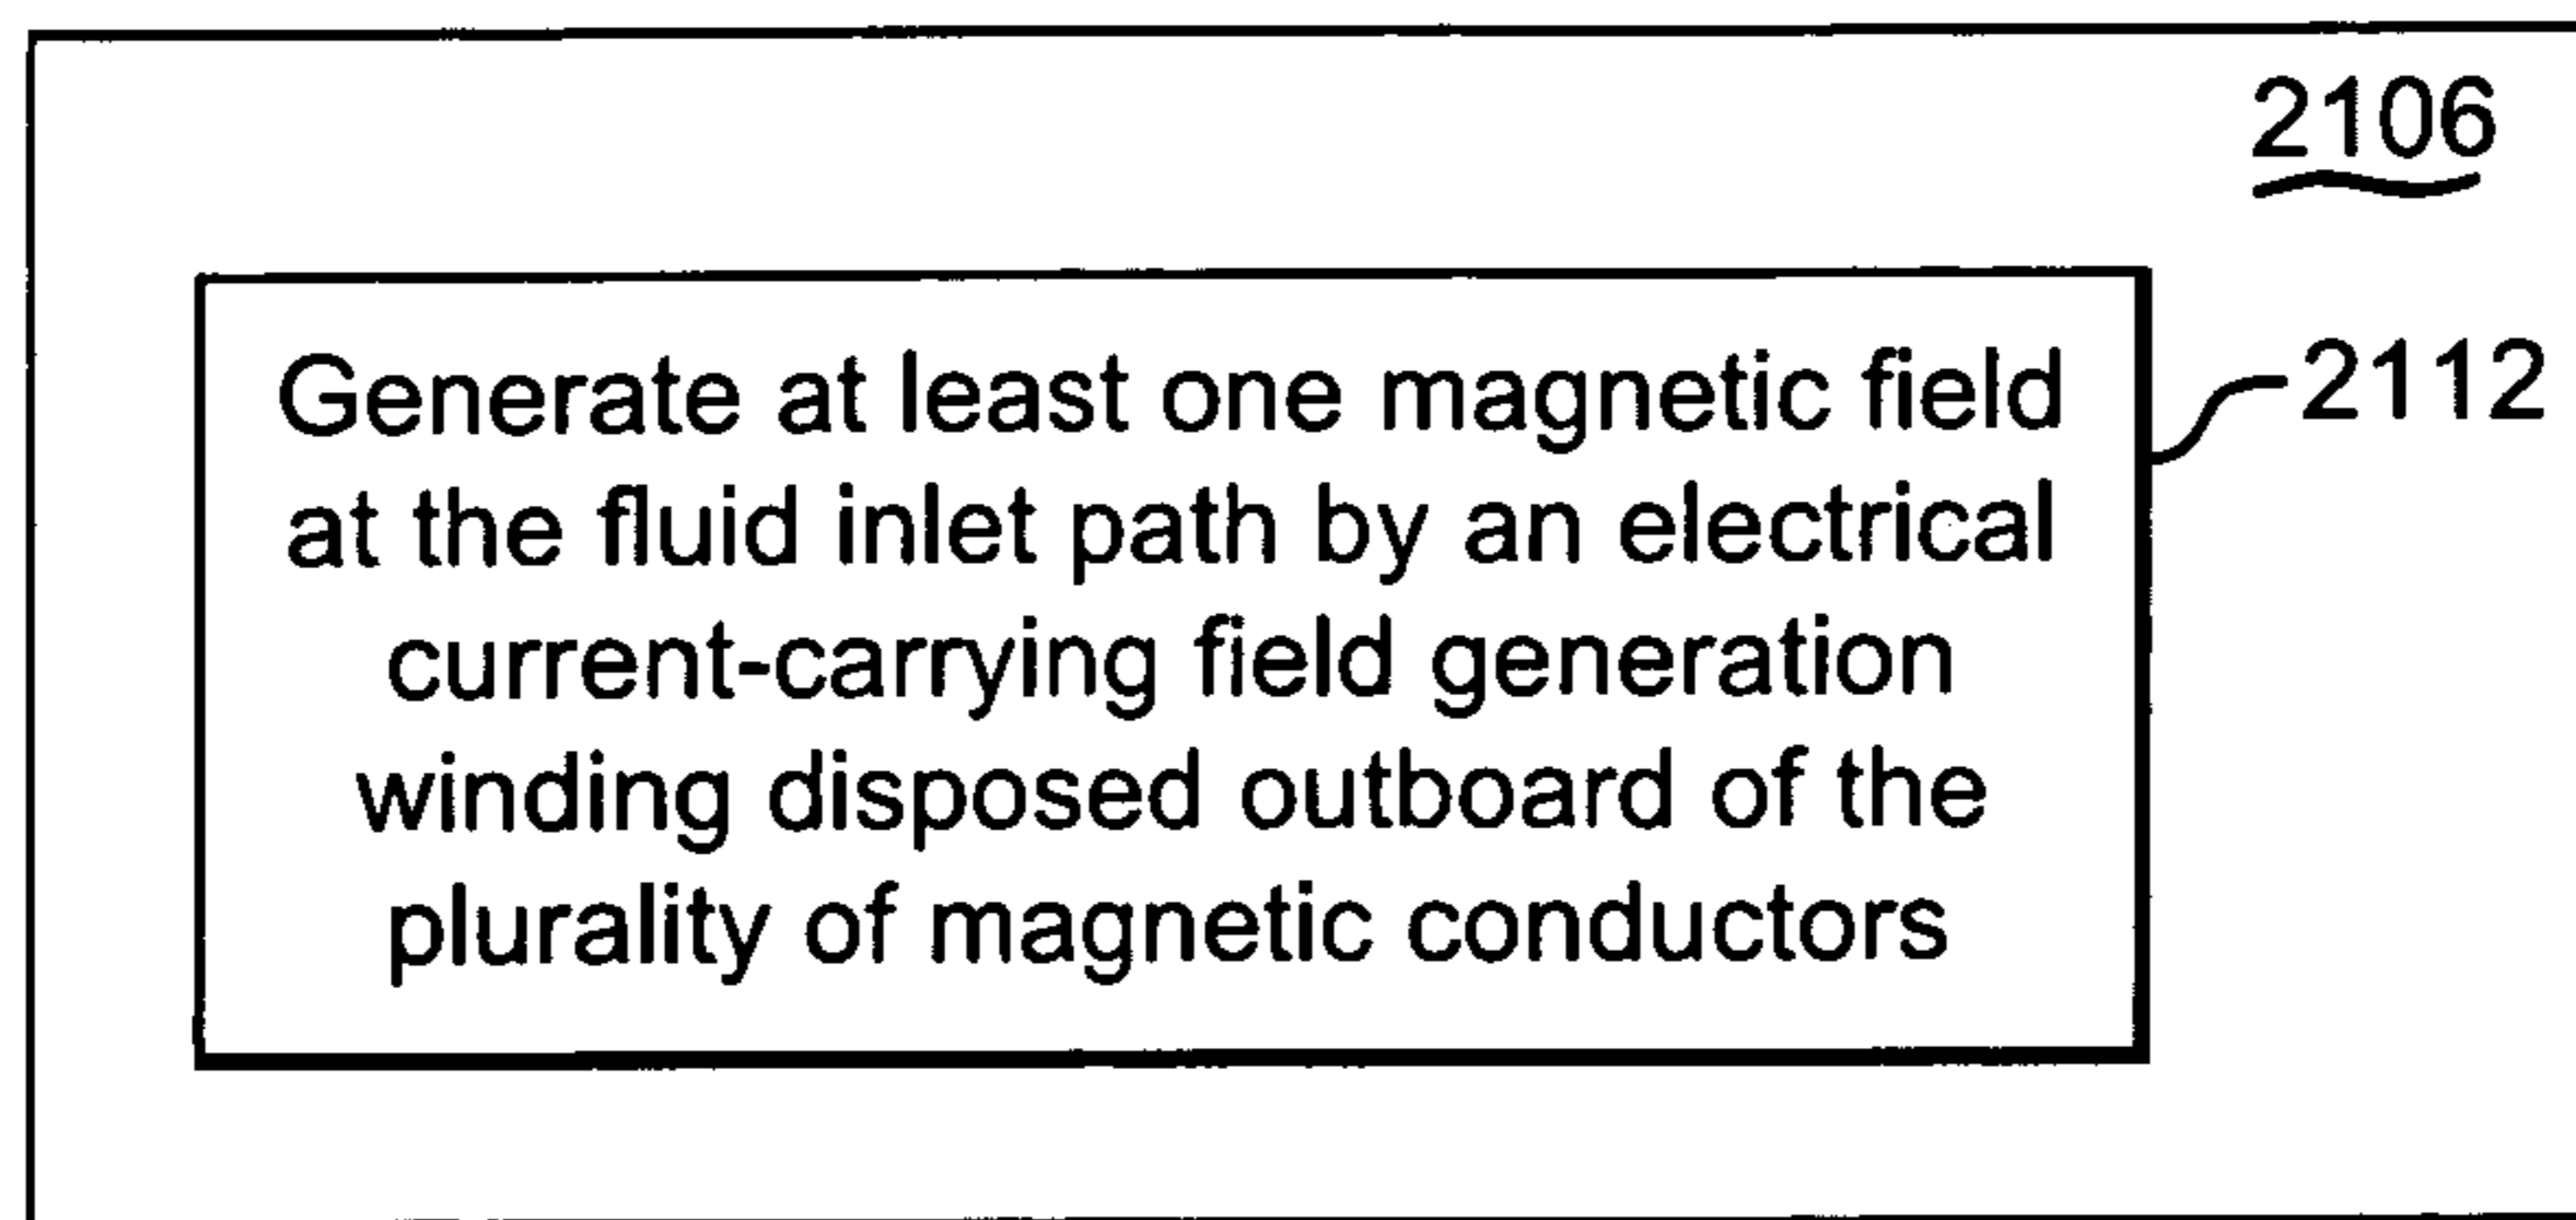 2106
Generate at least one magnetic field
at the fluid inlet path by an electrical
current-carrying field generation
winding disposed outboard of the
plurality of magnetic conductors
2112